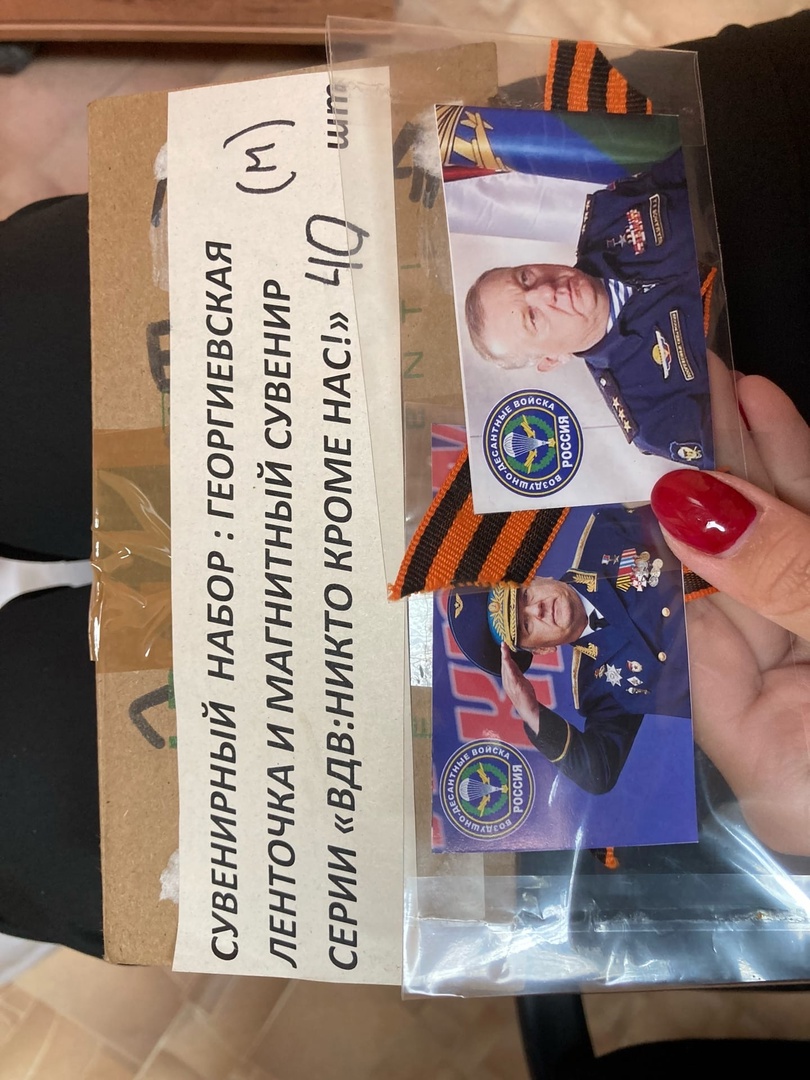 СУВЕНИРНЫЙ НАБОР : ГЕОРГИЕВСКАЯ (М)
ЛЕНТОЧКА И МАГНИТНЫЙ СУВЕНИР
СЕРИИ «ВДВ:НИКТО КРОМЕ НАС!» 40 шт
ВОЗДУШНО-ДЕСАНТНЫЕ ВОЙСКА
РОССИЯ
ВОЗДУШНО-ДЕСАНТНЫЕ ВОЙСКА
РОССИЯ